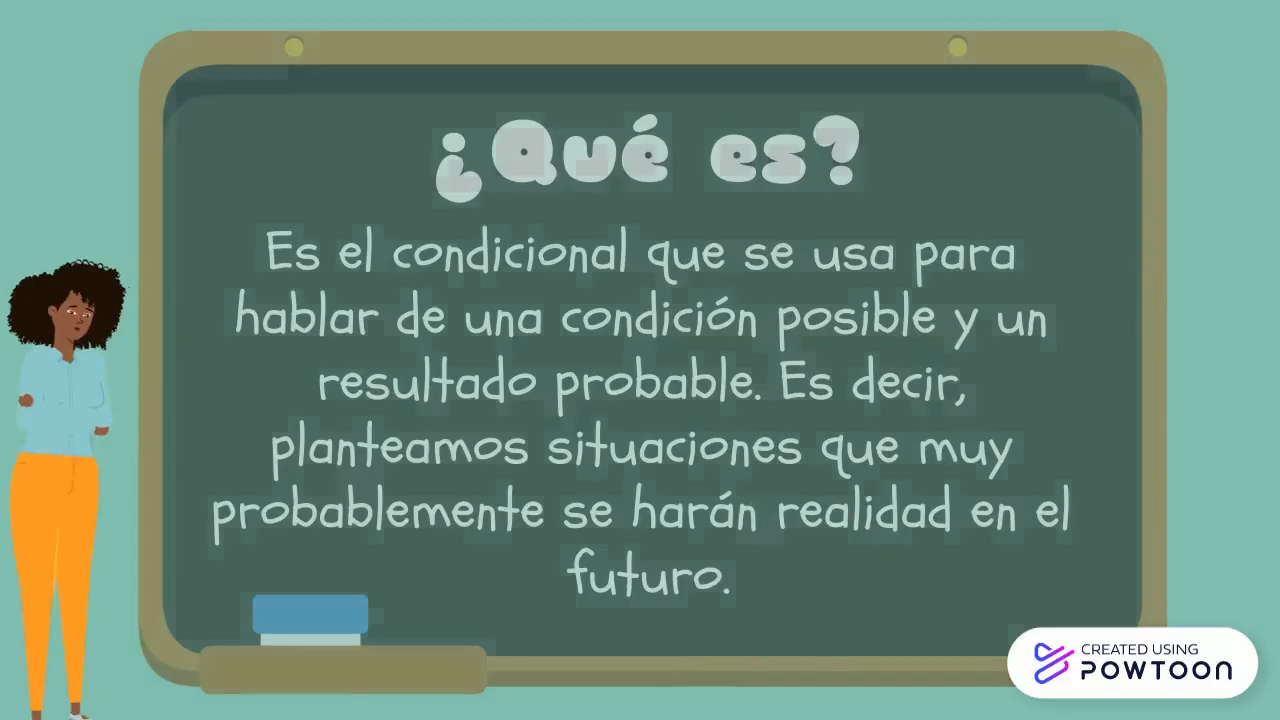 ¿Qué es?
Es el condicional que se usa para
hablar de una condición posible y un
resultado probable. Es decir,
planteamos situaciones que muy
probablemente se harán realidad en el
futuro.
CREATED USING
POWTOON